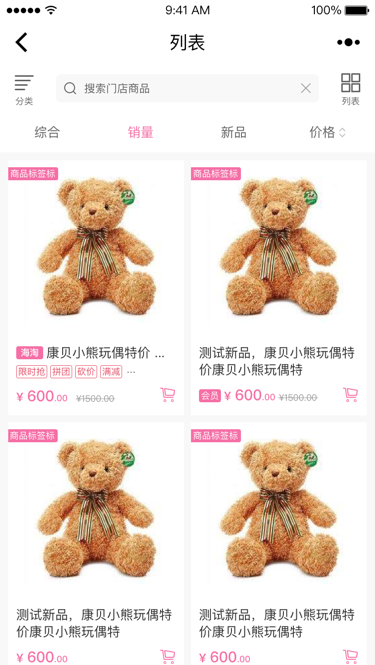 9:41 AM
100%
列表
分类
搜索门店商品
列表
综合
销量
新品
价格
商品标签标
商品标签标
海淘 康贝小熊玩偶特价 ...
限时抢 拼团 砍价 满减 ...
¥ 600.00 ¥1500.00
测试新品，康贝小熊玩偶特
价康贝小熊玩偶特
会员 ¥ 600.00 ¥1500.00
商品标签标
商品标签标
测试新品，康贝小熊玩偶特
价康贝小熊玩偶特
¥ 600.00
测试新品，康贝小熊玩偶特
价康贝小熊玩偶特
¥ 600.00